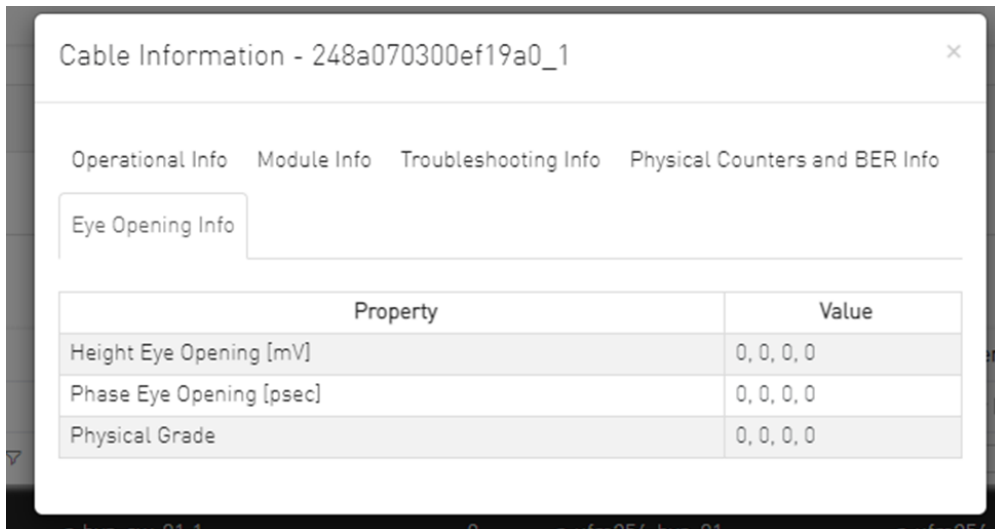 Cable Information - 248a070300ef19a0_1 ×
Operational Info Module Info Troubleshooting Info Physical Counters and BER Info
Eye Opening Info
Property Value
Height Eye Opening [mV] 0, 0, 0, 0
Phase Eye Opening [psec] 0, 0, 0, 0
Physical Grade 0, 0, 0, 0